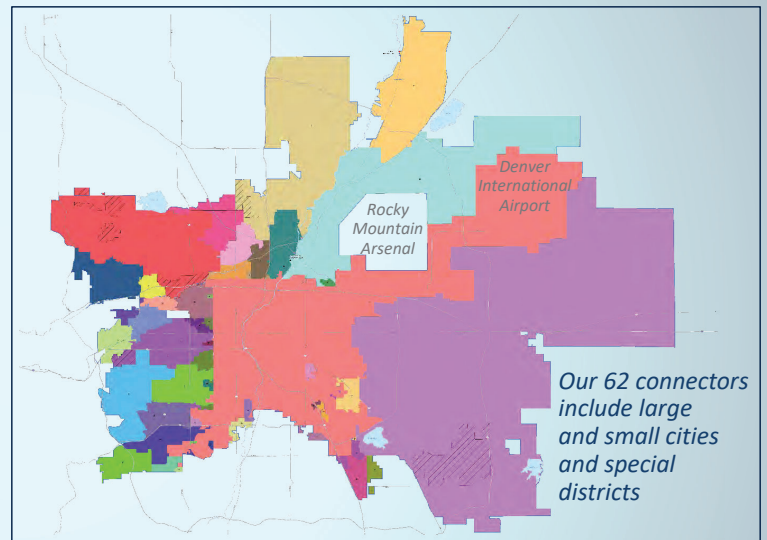 Denver
International
Airport
Rocky
Mountain
Arsenal
Our 62 connectors
include large
and small cities
and special
districts